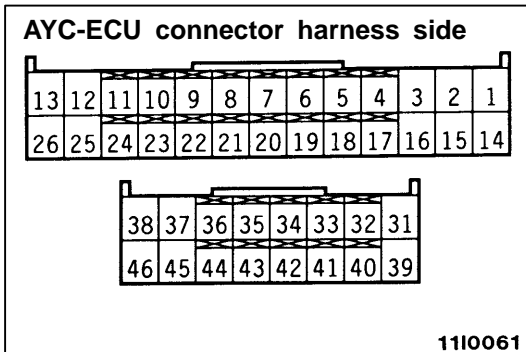 AYC-ECU connector harness side
13 12 11 10 9 8 7 6 5 4 3 2 1
26 25 24 23 22 21 20 19 18 17 16 15 14
38 37 36 35 34 33 32 31
46 45 44 43 42 41 40 39
11I0061